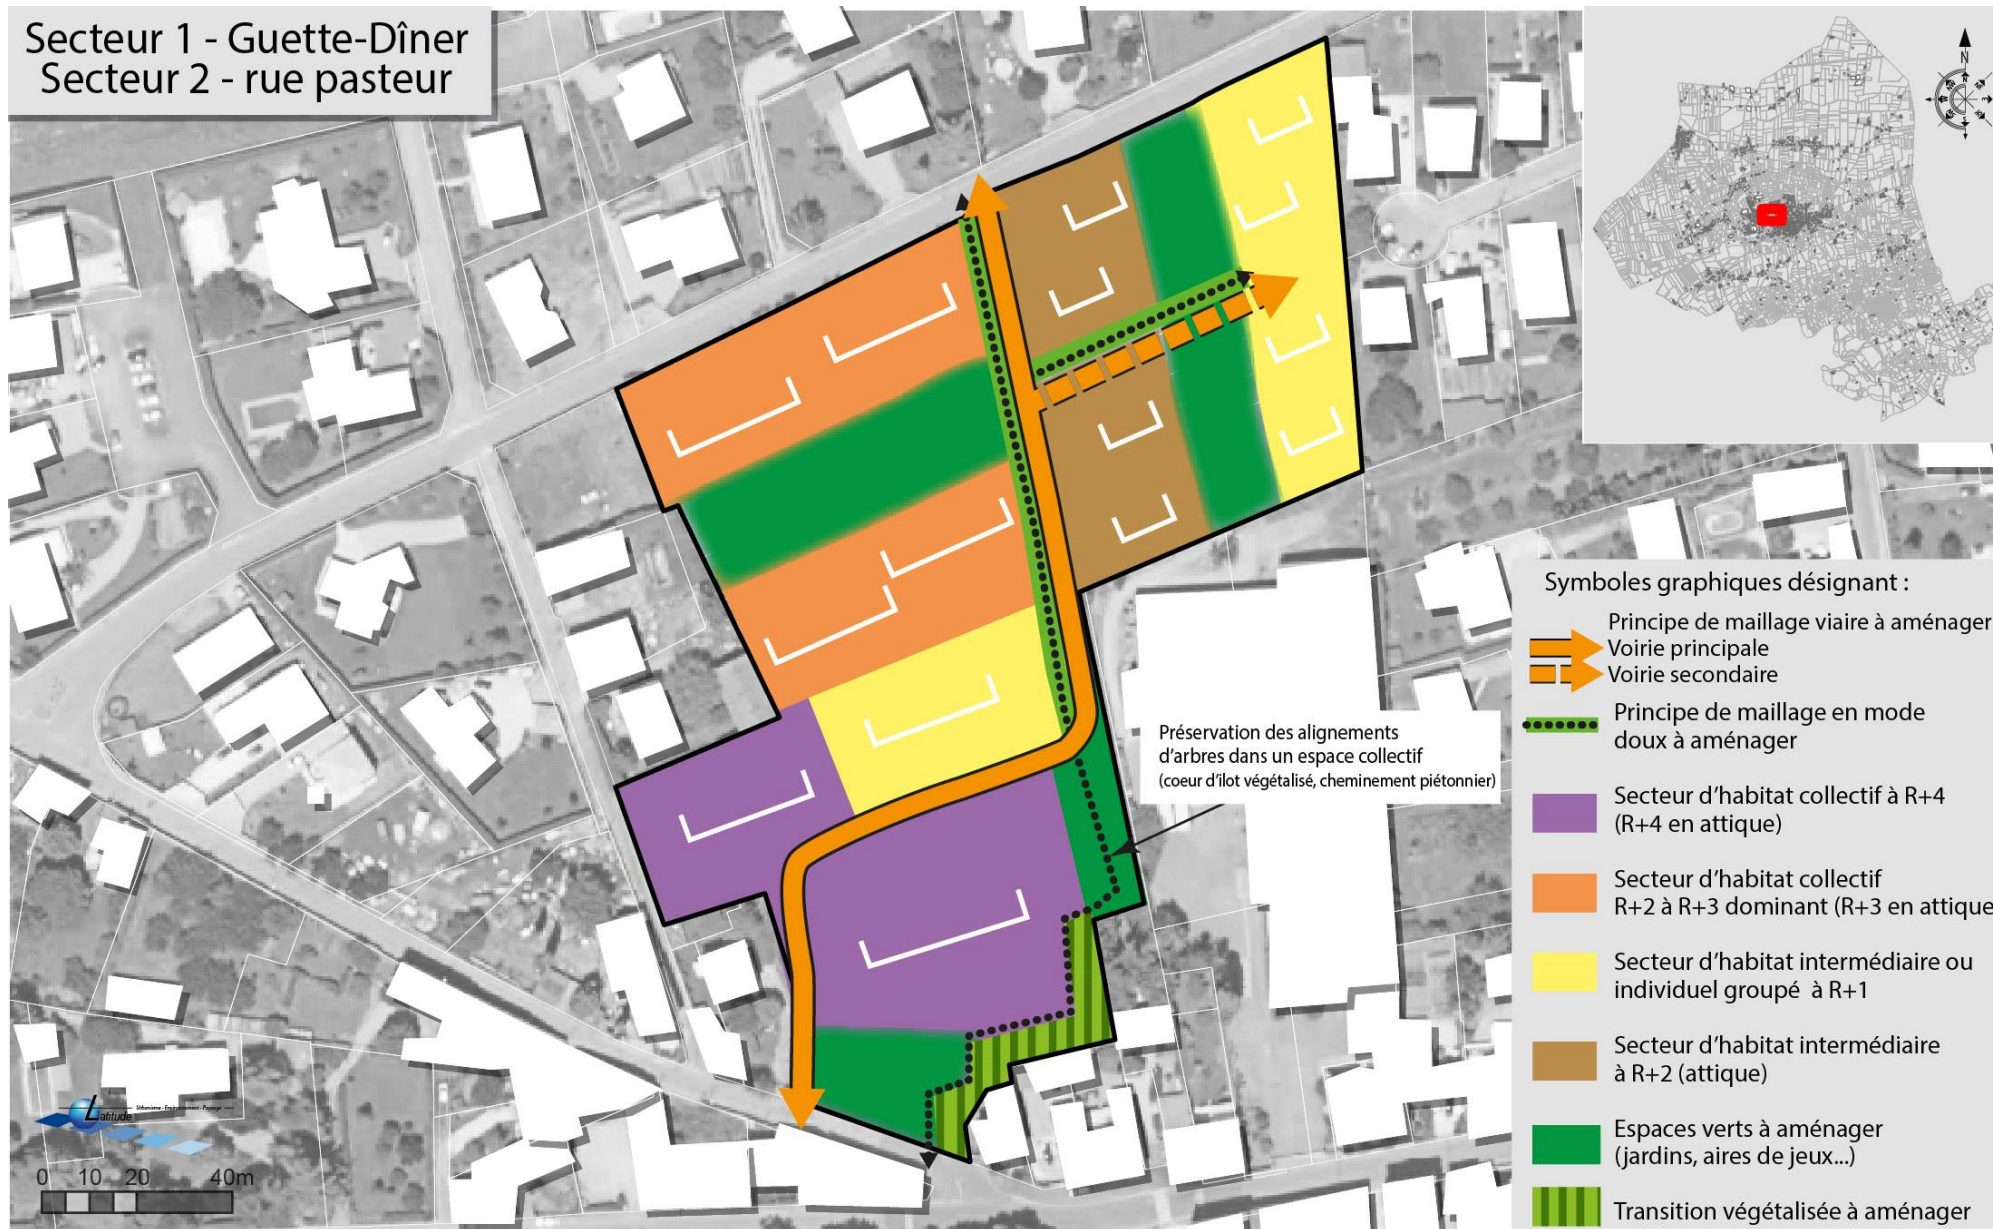 Secteur 1 - Guette-Dîner
Secteur 2 - rue pasteur
N
Symboles graphiques désignant :
Principe de maillage viaire à aménager
Voirie principale
Voirie secondaire
Principe de maillage en mode
doux à aménager
Secteur d'habitat collectif à R+4
(R+4 en attique)
Secteur d'habitat collectif
R+2 à R+3 dominant (R+3 en attique
Secteur d'habitat intermédiaire ou
individuel groupé à R+1
Secteur d'habitat intermédiaire
à R+2 (attique)
Espaces verts à aménager
(jardins, aires de jeux...)
Transition végétalisée à aménager
Préservation des alignements
d'arbres dans un espace collectif
(coeur d'ilot végétalisé, cheminement piétonnier)
Latitude
Urbanisme - Environnement - Paysage
0 10 20 40m